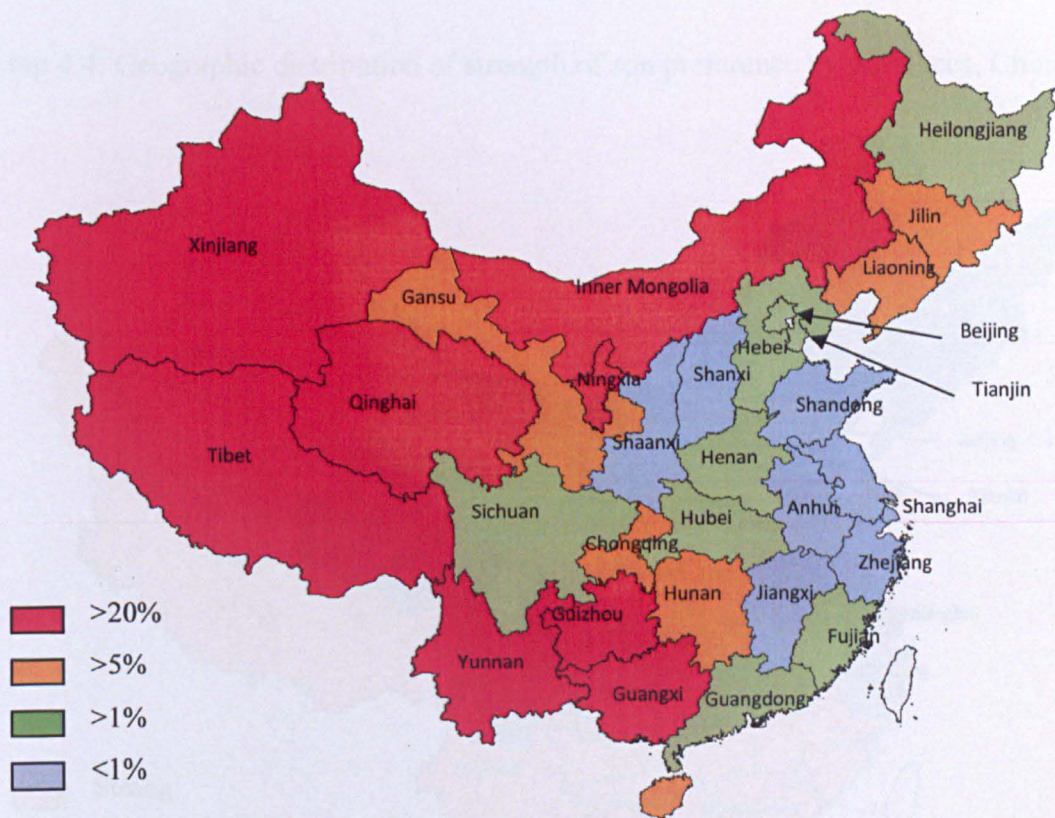 Heilongjiang
Jilin
Xinjiang
Liaoning
Inner Mongolia
Gansu
Beijing
Hebei
Shanxi
Ningxia
Tianjin
Qinghai
Shandong
Shaanxi
Tibet
Henan
Sichuan
Hubei
Anhui
Shanghai
Chongqing
Zhejiang
Hunan
Jiangxi
>20%
Guizhou
Fujian
Yunnan
>5%
Guangxi
Guangdong
>1%
<1%